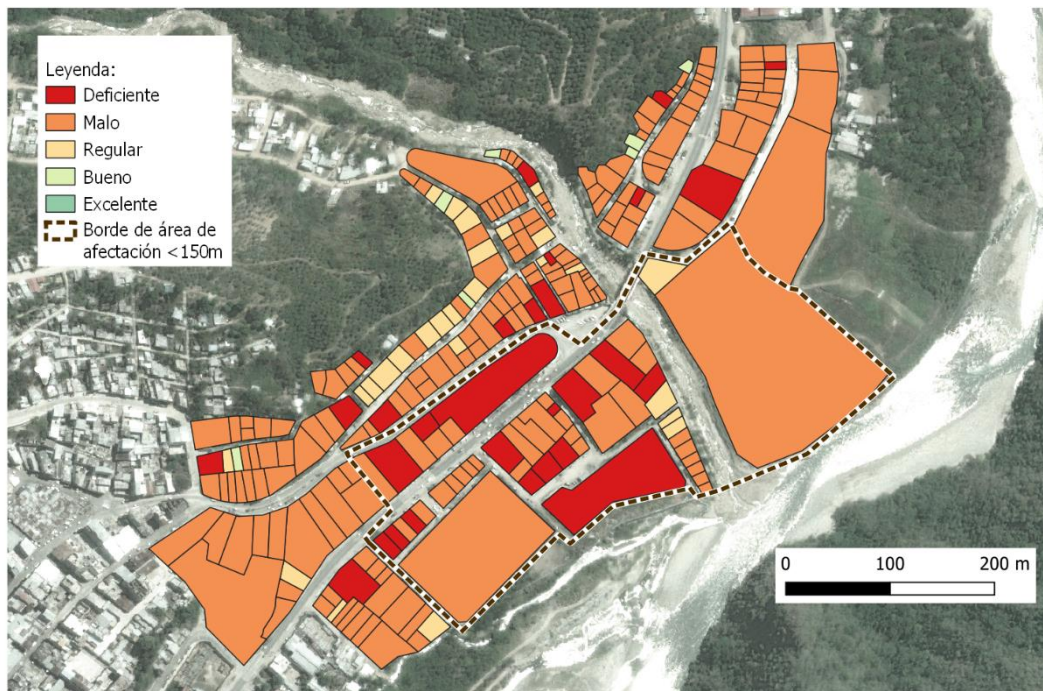 Leyenda:
Deficiente
Malo
Regular
Bueno
Excelente
Borde de área de
afectación <150m
0 100 200 m